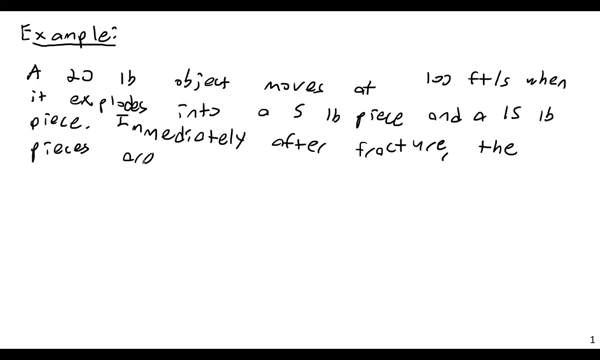 Example:
A 20 lb object moves at 100 ft/s when
it explodes into a 5 lb piece and a 15 lb
piece. Immediately after fracture, the
pieces are
1